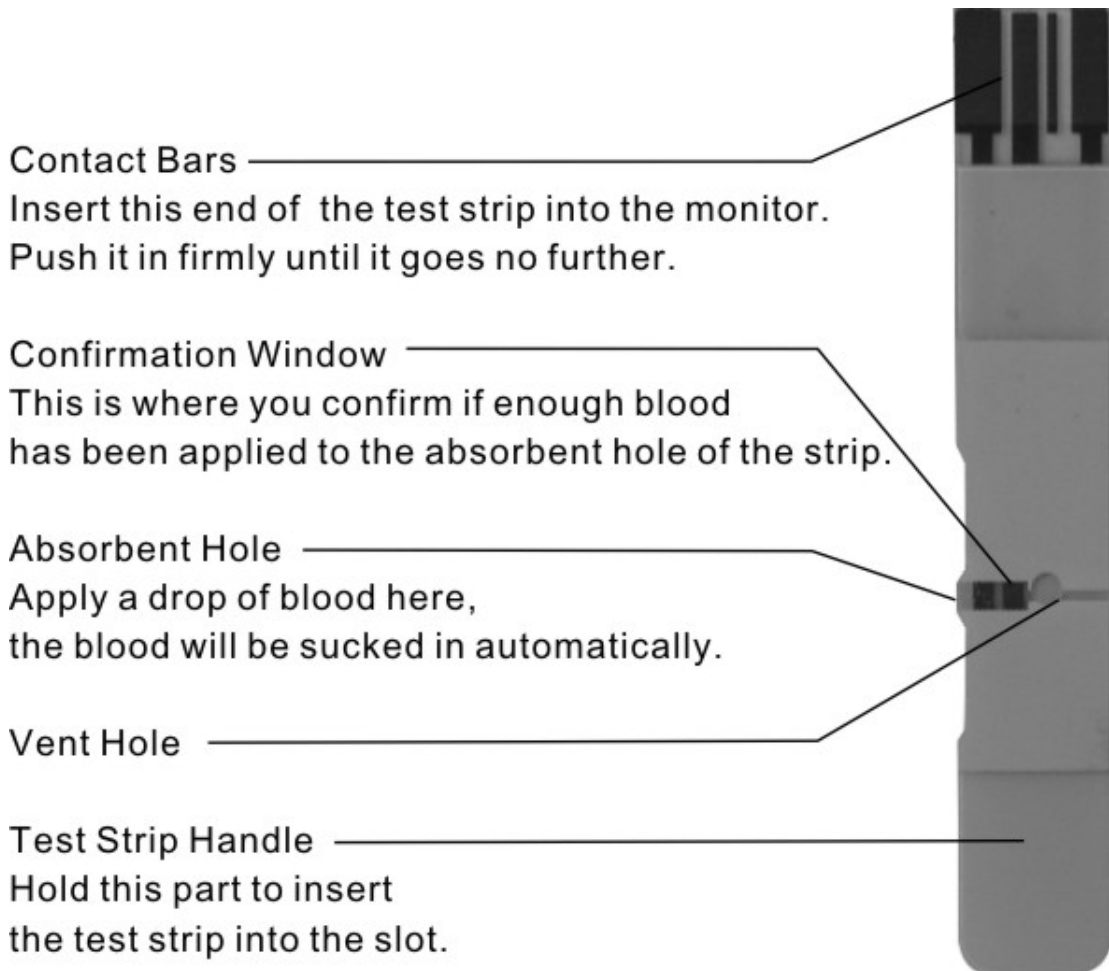 Contact Bars
Insert this end of the test strip into the monitor.
Push it in firmly until it goes no further.
Confirmation Window
This is where you confirm if enough blood
has been applied to the absorbent hole of the strip.
Absorbent Hole
Apply a drop of blood here,
the blood will be sucked in automatically.
Vent Hole
Test Strip Handle
Hold this part to insert
the test strip into the slot.